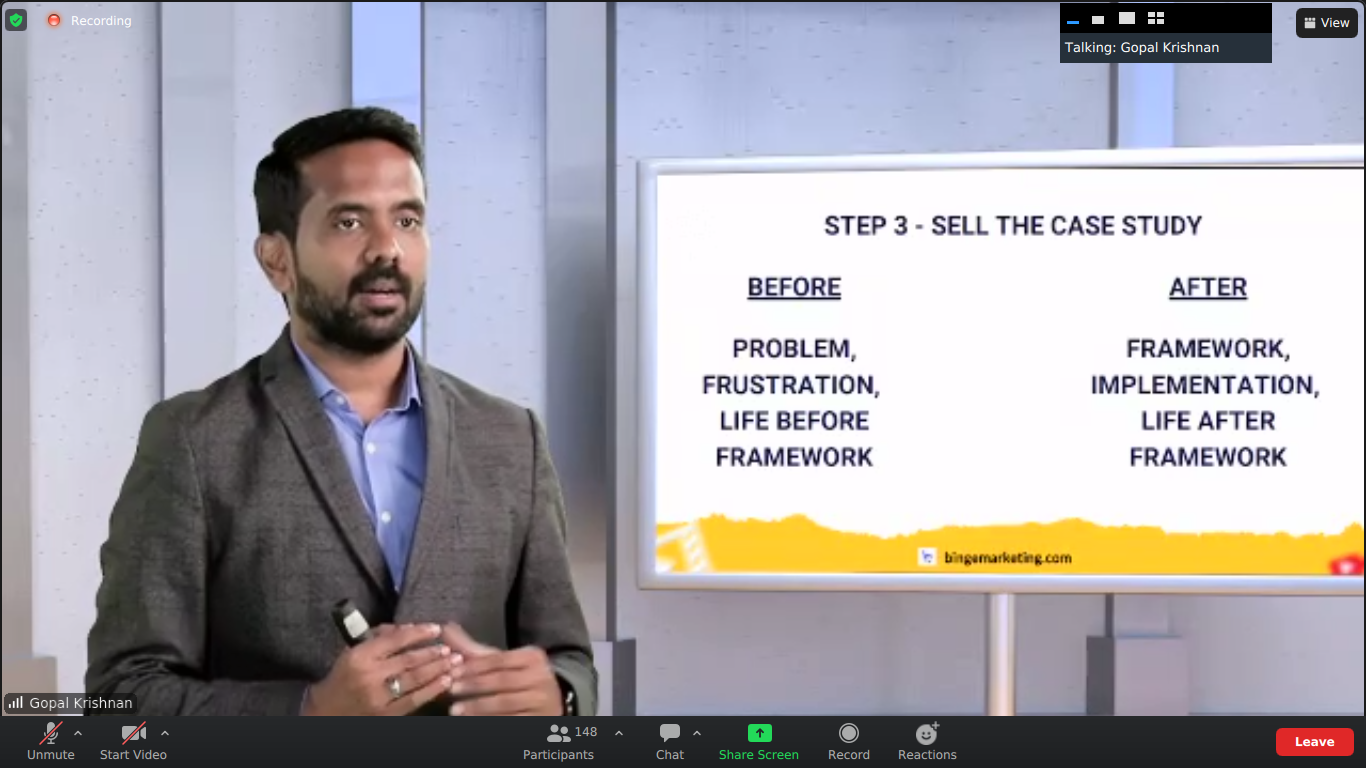 Recording
View
Talking: Gopal Krishnan
STEP 3 - SELL THE CASE STUDY
BEFORE
AFTER
PROBLEM,
FRUSTRATION,
LIFE BEFORE
FRAMEWORK
FRAMEWORK,
IMPLEMENTATION,
LIFE AFTER
FRAMEWORK
bingemarketing.com
Gopal Krishnan
Unmute
Start Video
148
Participants
Chat
Share Screen
Record
Reactions
Leave